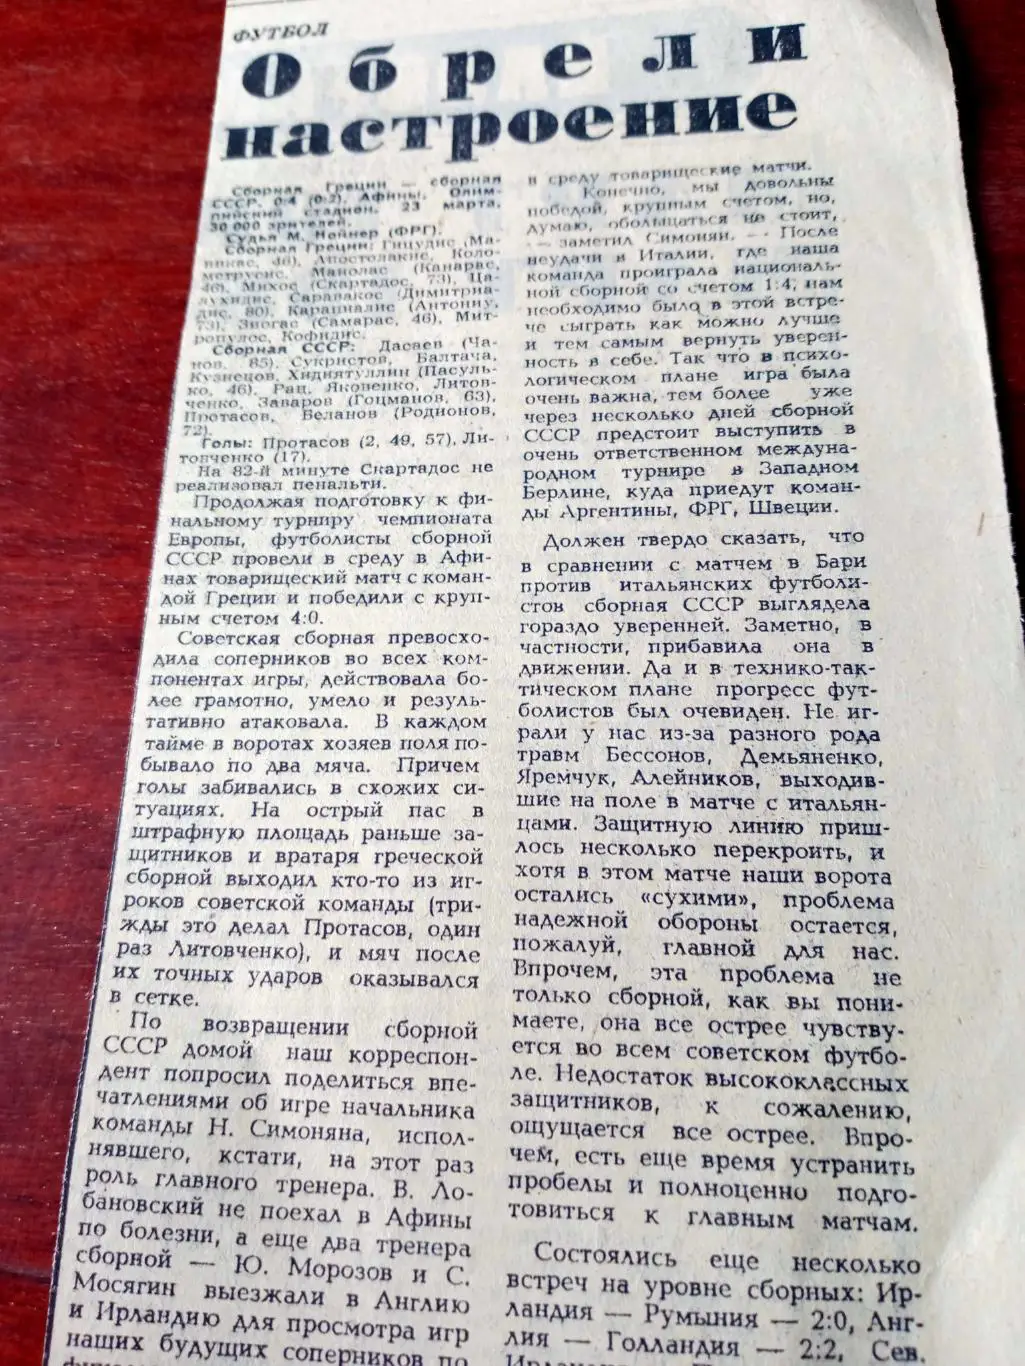 ФУТБОЛ
Обрели
настроение
Сборная Греции — сборная
СССР. 0:4 (0:2). Афины. Олим-
пийский стадион. 23 марта.
30 000 зрителей.
Судья М. Нойнер (ФРГ).
Сборная Греции: Гицудис (Ма-
46), Апостолакис, Коло-
Манолас (Канарас,
46), Михос (Скартадос, 73), Ца-
Саравакос (Димитриа-
дис, 80), Карапиалис (Антониу,
73), Зиогас (Самарас, 46), Мит-
ропулос, Кофидис.
Сборная СССР: Дасаев (Ча-
нов, 85), Сукристов, Балтача,
Кузнецов, Хидиятуллин (Пасуль-
ко, 46), Рац, Яковенко, Литов-
ченко, Заваров (Гоцманов, 63),
Протасов, Беланов (Родионов,
72).
Голы: Протасов (2, 49, 57), Ли-
товченко (17).
На 82-й минуте Скартадос не
реализовал пенальти.
Продолжая подготовку к фи-
нальному турниру чемпионата
Европы, футболисты сборной
СССР провели в среду в Афи-
нах товарищеский матч с коман-
дой Греции и победили с круп-
ным счетом 4:0.
Советская сборная превосхо-
дила соперников во всех ком-
понентах игры, действовала бо-
лее грамотно, умело и резуль-
тативно атаковала. В каждом
тайме в воротах хозяев поля по-
бывало по два мяча. Причем
голы забивались в схожих си-
туациях. На острый пас в
штрафную площадь раньше за-
щитников и вратаря греческой
сборной выходил кто-то из иг-
роков советской команды (три-
жды это делал Протасов, один
раз Литовченко), и мяч после
их точных ударов оказывался
в сетке.
По возвращении сборной
СССР домой наш корреспон-
дент попросил поделиться впе-
чатлениями об игре начальника
команды Н. Симоняна, испол-
нявшего, кстати, на этот раз
роль главного тренера. В. Ло-
бановский не поехал в Афины
по болезни, а еще два тренера
сборной — Ю. Морозов и С.
Мосягин выезжали в Англию
и Ирландию для просмотра игр
наших будущих соперников по
в среду товарищеские матчи.
Конечно, мы довольны
победой, крупным счетом, но,
думаю, обольщаться не стоит,
— заметил Симонян. — После
неудачи в Италии, где наша
команда проиграла националь-
ной сборной со счетом 1:4, нам
необходимо было в этой встре-
че сыграть как можно лучше
и тем самым вернуть уверен-
ность в себе. Так что в психо-
логическом плане игра была
очень важна, тем более уже
через несколько дней сборной
СССР предстоит выступить в
очень ответственном междуна-
родном турнире в Западном
Берлине, куда приедут коман-
ды Аргентины, ФРГ, Швеции.
Должен твердо сказать, что
в сравнении с матчем в Бари
против итальянских футболи-
стов сборная СССР выглядела
гораздо уверенней. Заметно, в
частности, прибавила она в
движении. Да и в технико-так-
тическом плане прогресс фут-
болистов был очевиден. Не иг-
рали у нас из-за разного рода
травм Бессонов, Демьяненко,
Яремчук, Алейников, выходив-
шие на поле в матче с итальян-
цами. Защитную линию приш-
лось несколько перекроить, и
хотя в этом матче наши ворота
остались «сухими», проблема
надежной обороны остается,
пожалуй, главной для нас.
Впрочем, эта проблема не
только сборной, как вы пони-
маете, она все острее чувству-
ется во всем советском футбо-
ле. Недостаток высококлассных
защитников, к сожалению,
ощущается все острее. Впро-
чем, есть еще время устранить
пробелы и полноценно подго-
товиться к главным матчам.
Состоялись еще несколько
встреч на уровне сборных: Ир-
ландия — Румыния — 2:0, Анг-
лия — Голландия — 2:2, Сев.